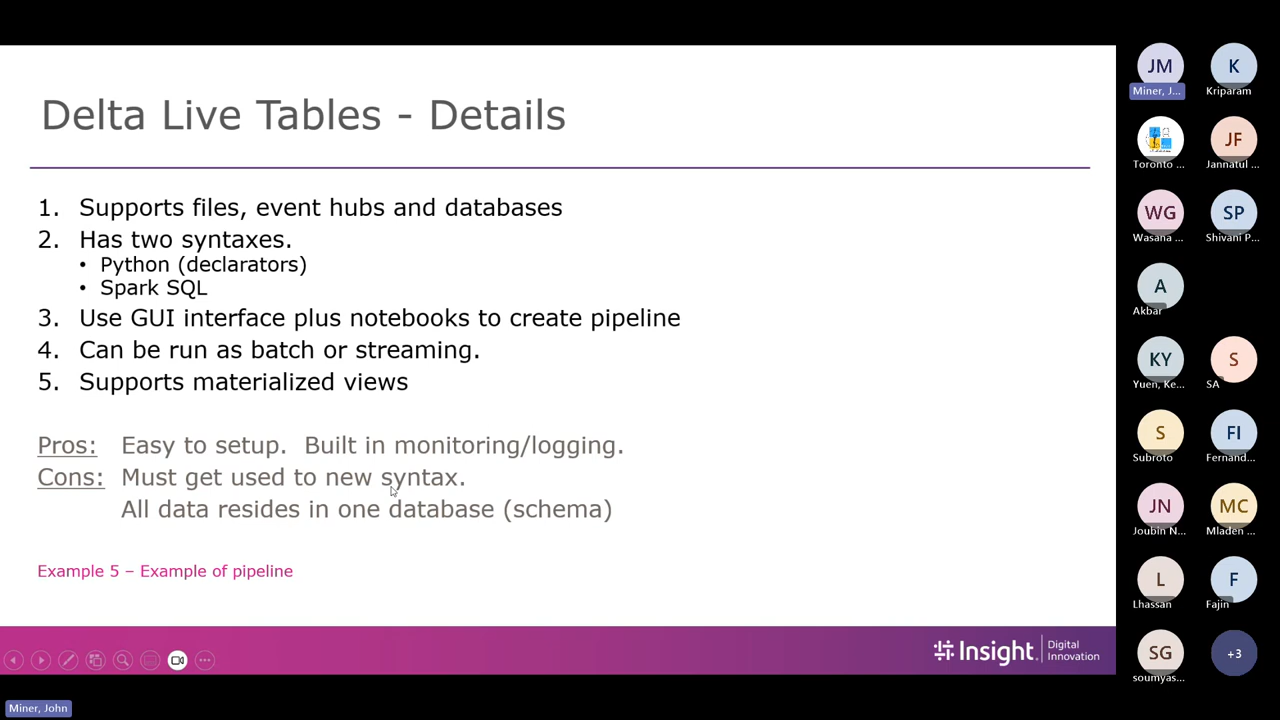 Delta Live Tables - Details
1. Supports files, event hubs and databases
2. Has two syntaxes.
• Python (declarators)
• Spark SQL
3. Use GUI interface plus notebooks to create pipeline
4. Can be run as batch or streaming.
5. Supports materialized views
Pros: Easy to setup. Built in monitoring/logging.
Cons: Must get used to new syntax.
All data resides in one database (schema)
Example 5 – Example of pipeline
Insight.
Digital
Innovation
Miner, John
JM
Miner, J...
K
Kriparam
Toronto ...
JF
Jannatul ...
WG
Wasana ...
SP
Shivani P...
A
Akbar
KY
Yuen, Ke...
S
SA
S
Subroto
FI
Fernand...
JN
Joubin N...
MC
Mladen ...
L
Lhassan
F
Fajin
SG
soumyas...
+3